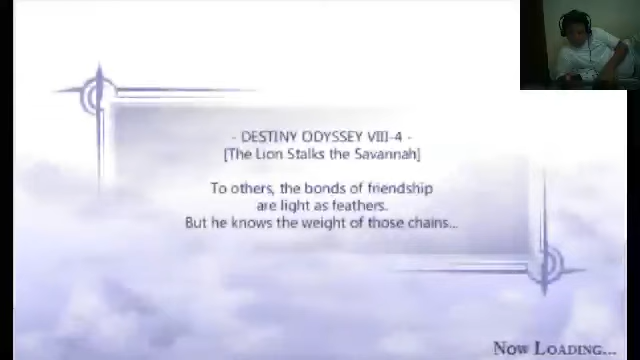 - DESTINY ODYSSEY VIII-4 -
[The Lion Stalks the Savannah]
To others, the bonds of friendship
are light as feathers.
But he knows the weight of those chains...
Now Loading...